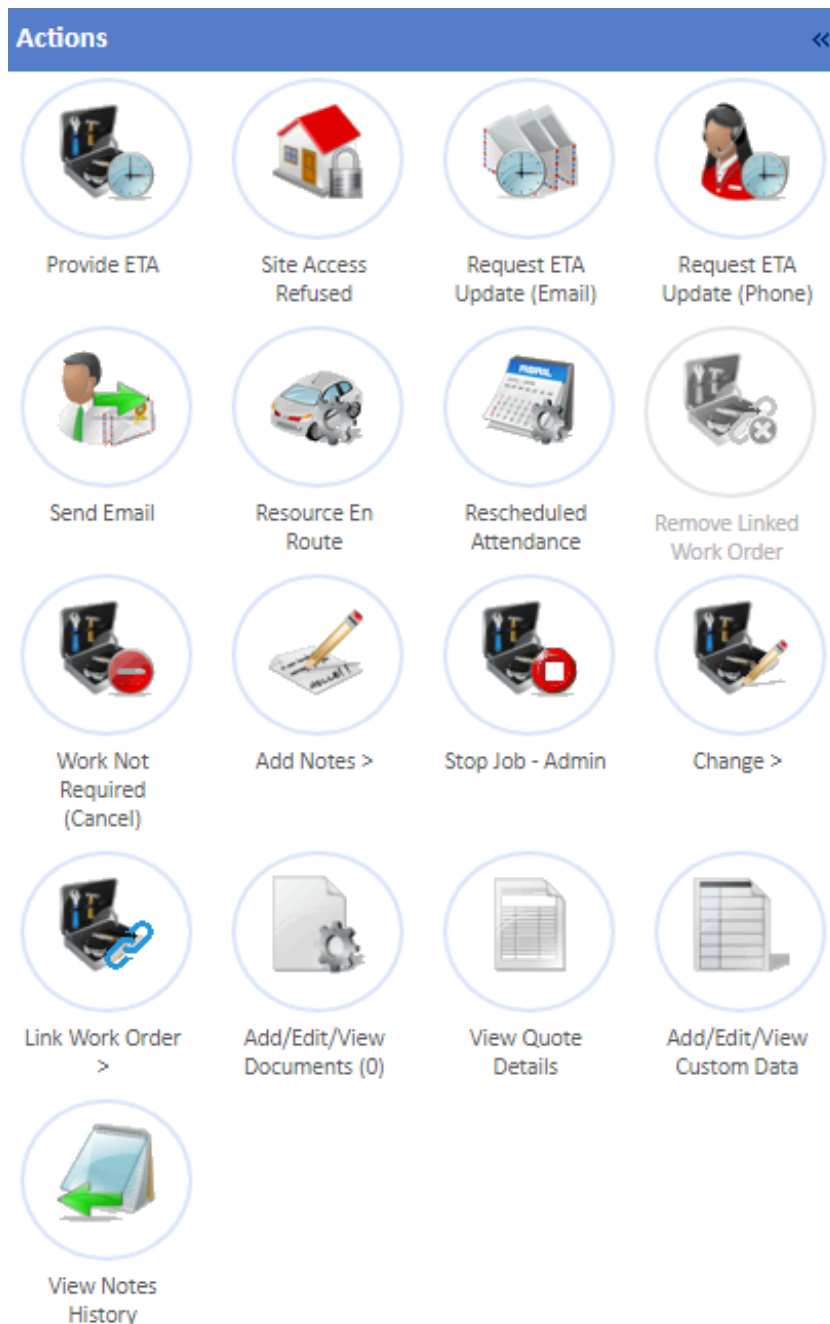 Actions «
Provide ETA
Site Access
Refused
Request ETA
Update (Email)
Request ETA
Update (Phone)
Send Email
Resource En
Route
Rescheduled
Attendance
Remove Linked
Work Order
Work Not
Required
(Cancel)
Add Notes >
Stop Job - Admin
Change >
Link Work Order
>
Add/Edit/View
Documents (0)
View Quote
Details
Add/Edit/View
Custom Data
View Notes
History